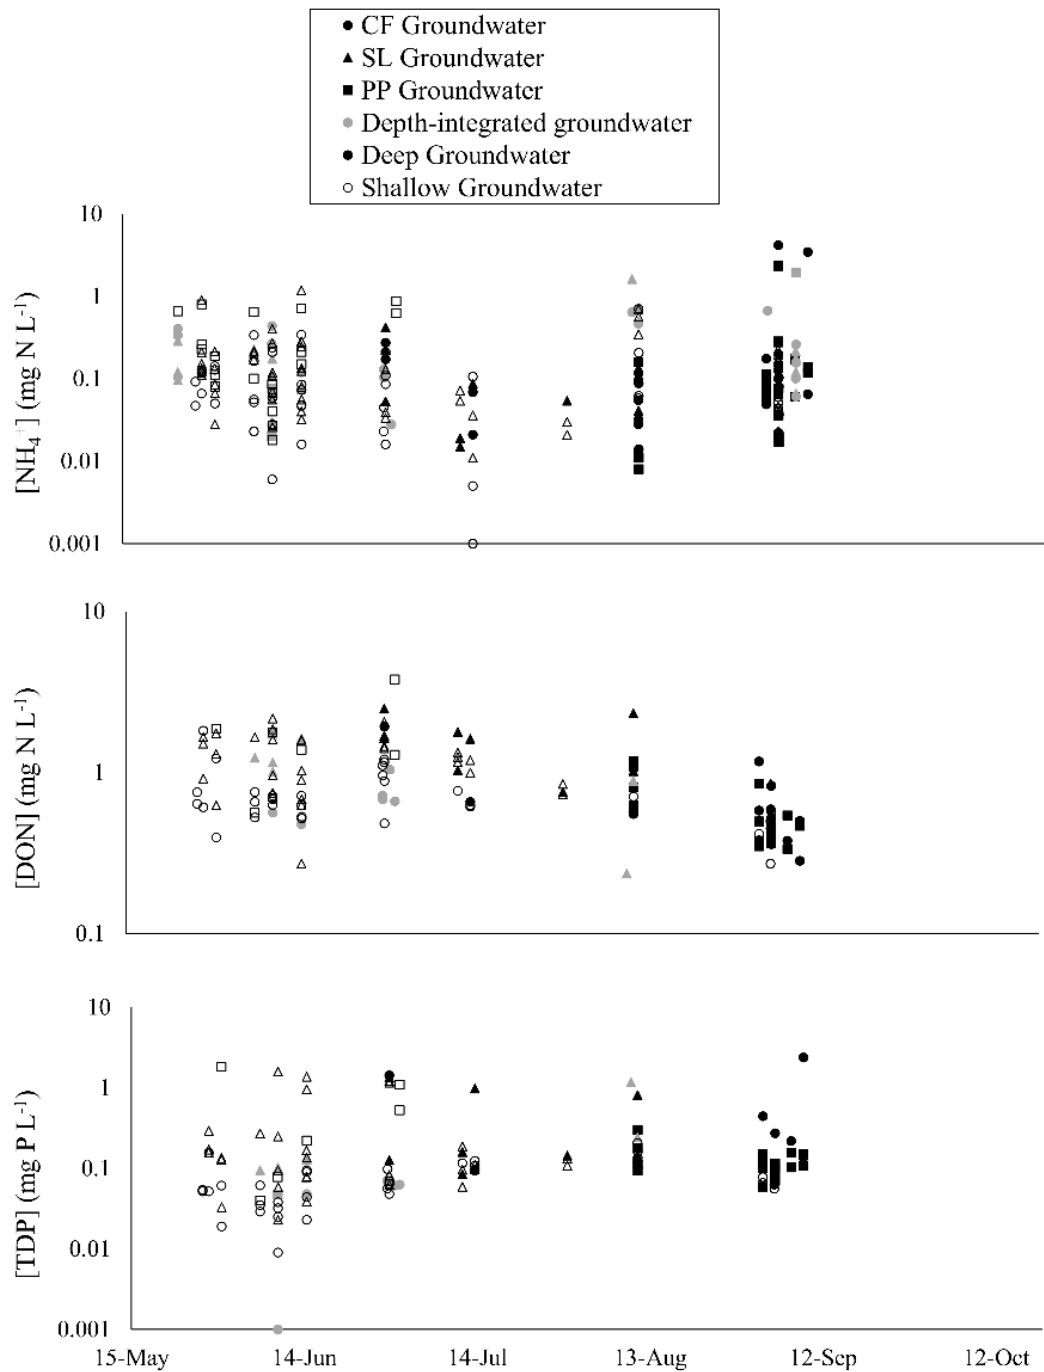 CF Groundwater
SL Groundwater
PP Groundwater
Depth-integrated groundwater
Deep Groundwater
Shallow Groundwater
10
1
0.1
0.01
0.001
[NH₄⁺] (mg N L⁻¹)
10
1
0.1
[DON] (mg N L⁻¹)
10
1
0.1
0.01
0.001
[TDP] (mg P L⁻¹)
15-May 14-Jun 14-Jul 13-Aug 12-Sep 12-Oct